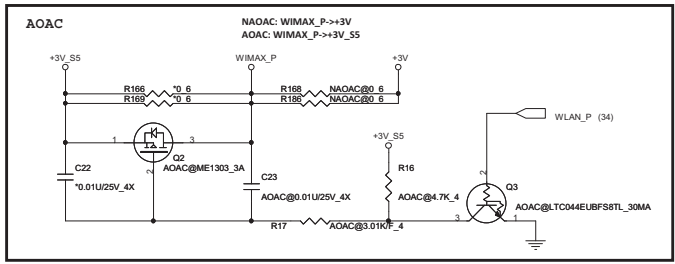 AOAC
NAOAC: WIMAX_P->+3V
AOAC: WIMAX_P->+3V_S5
+3V_S5
WIMAX_P
+3V
R166 *0_6
R168 NAOAC@0_6
R169 *0_6
R186 NAOAC@0_6
WLAN_P (34)
+3V_S5
1
3
Q2
AOAC@ME1303_3A
2
C22
*0.01U/25V_4X
C23
AOAC@0.01U/25V_4X
R16
AOAC@4.7K_4
2
Q3
AOAC@LTC044EUBFS8TL_30MA
3
1
R17
AOAC@3.01K/F_4